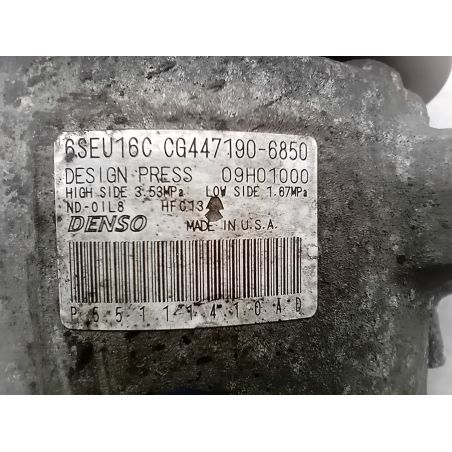 6SEU16C CG447190-6850
DESIGN PRESS 09H01000
HIGH SIDE 3.53MPa LOW SIDE 1.67MPa
ND-OIL8 HFC13
DENSO MADE IN U.S.A.
P55111410AD